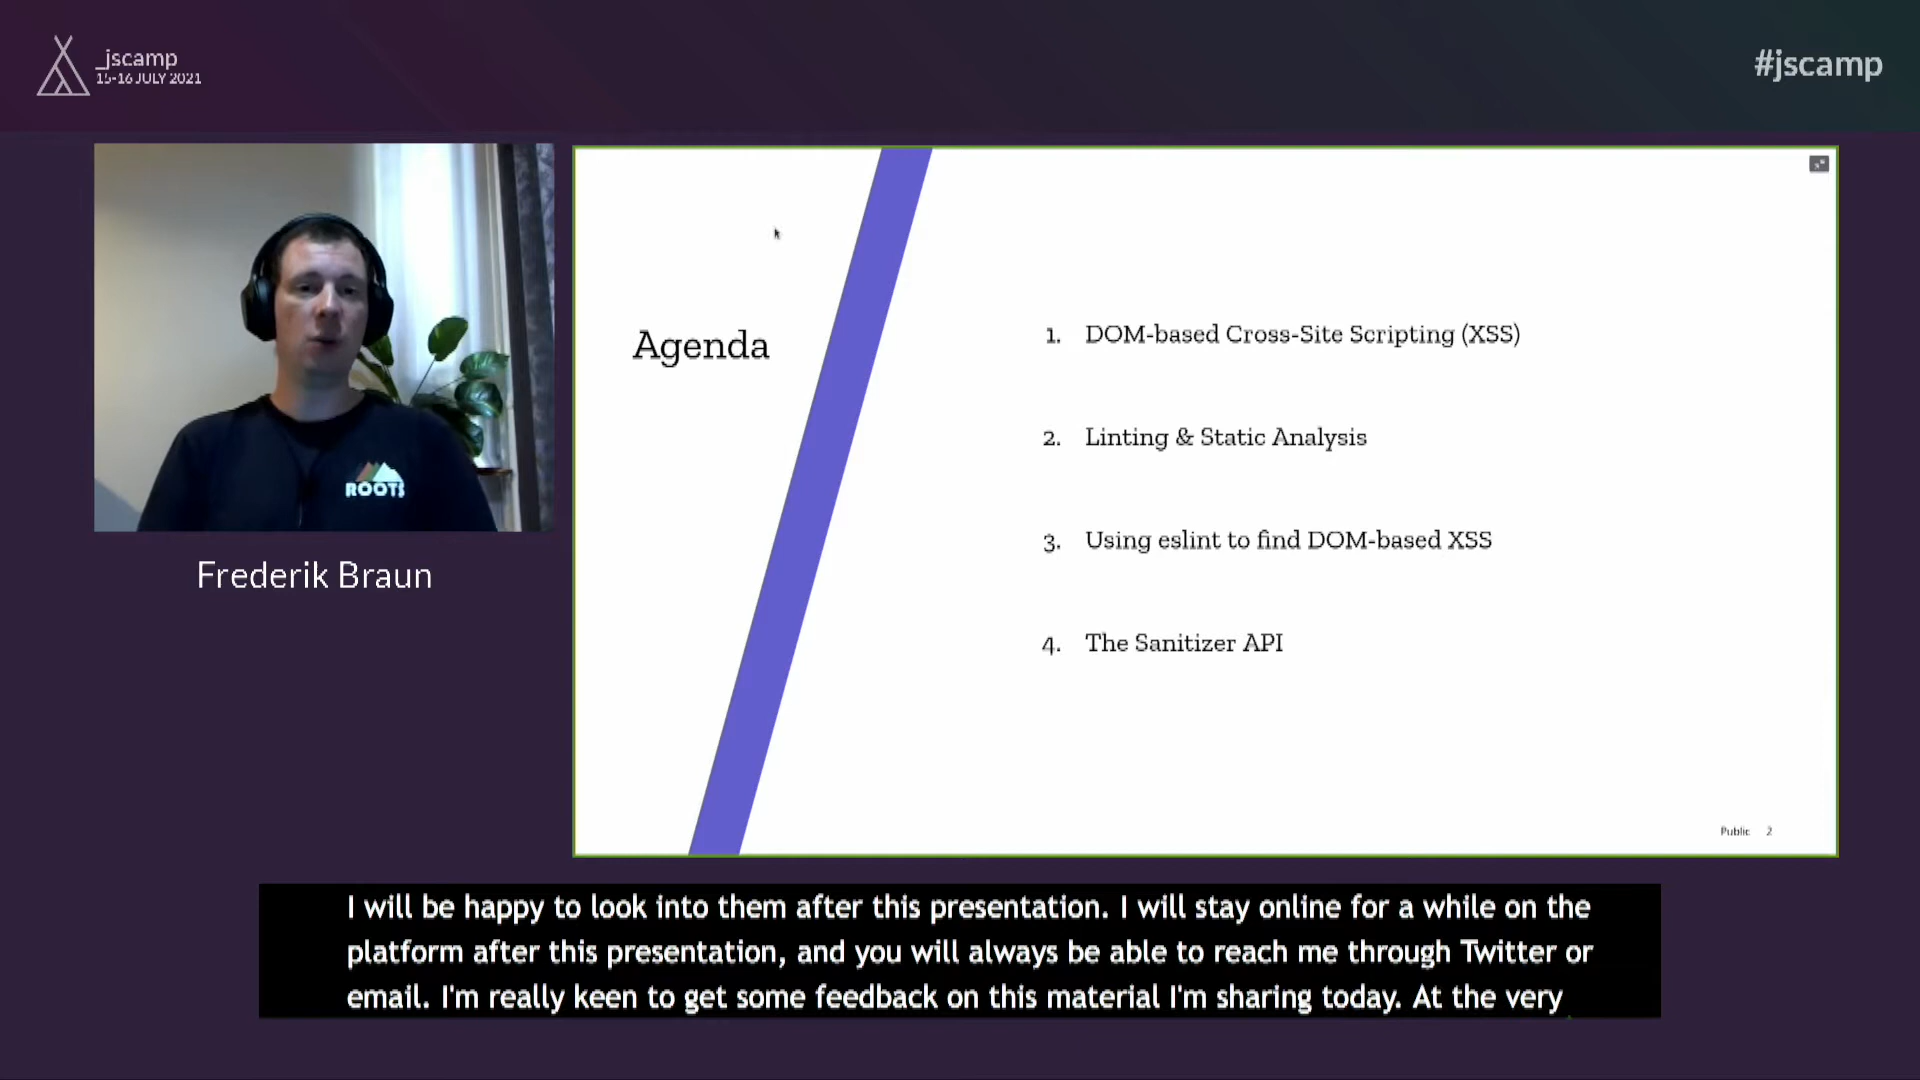 _jscamp
15-16 JULY 2021
#jscamp
ROOTS
Frederik Braun
Agenda
1. DOM-based Cross-Site Scripting (XSS)
2. Linting & Static Analysis
3. Using eslint to find DOM-based XSS
4. The Sanitizer API
Public 2
I will be happy to look into them after this presentation. I will stay online for a while on the
platform after this presentation, and you will always be able to reach me through Twitter or
email. I'm really keen to get some feedback on this material I'm sharing today. At the very